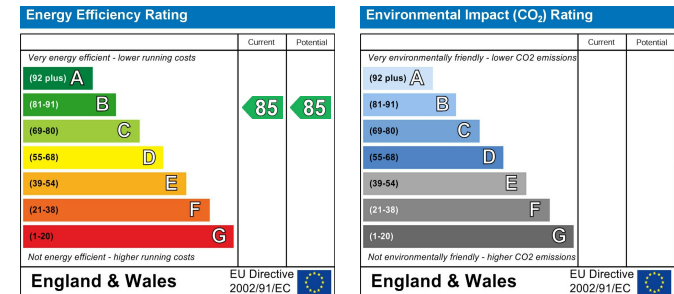 Energy Efficiency Rating
Current Potential
Very energy efficient - lower running costs
(92 plus) A
(81-91) B 85 85
(69-80) C
(55-68) D
(39-54) E
(21-38) F
(1-20) G
Not energy efficient - higher running costs
England & Wales EU Directive
2002/91/EC
Environmental Impact (CO₂) Rating
Current Potential
Very environmentally friendly - lower CO2 emissions
(92 plus) A
(81-91) B
(69-80) C
(55-68) D
(39-54) E
(21-38) F
(1-20) G
Not environmentally friendly - higher CO2 emissions
England & Wales EU Directive
2002/91/EC